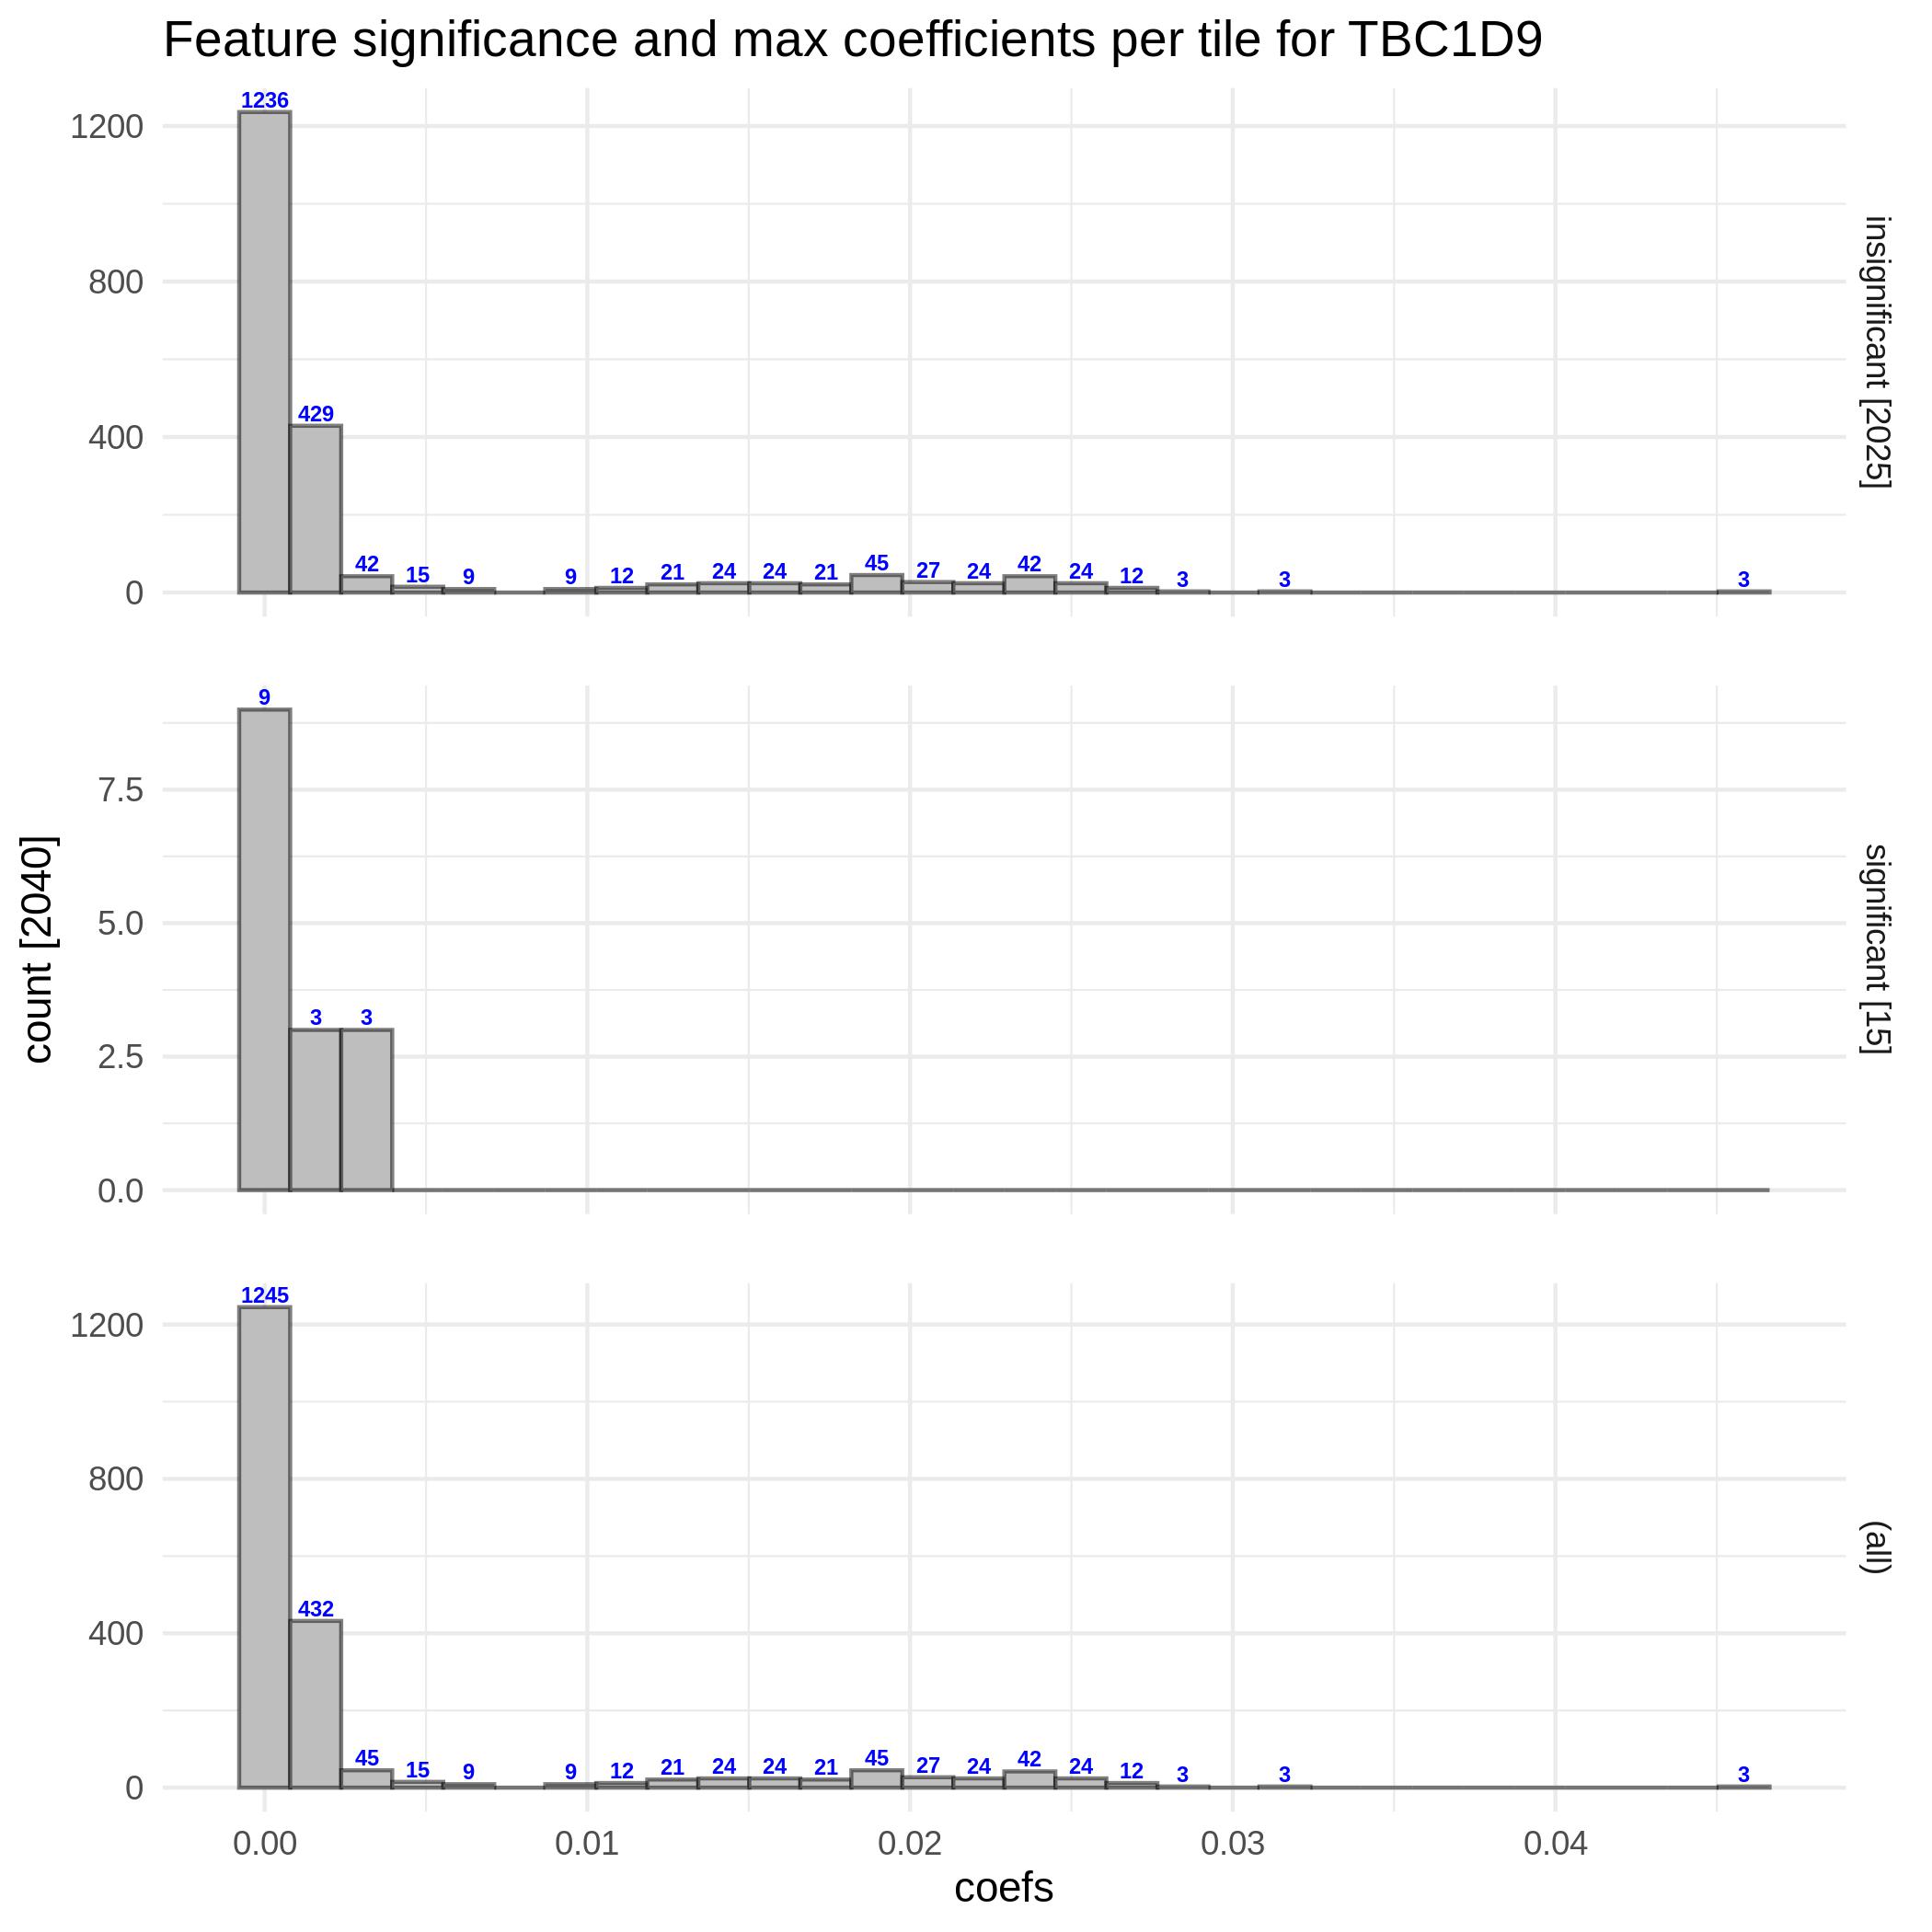 Feature significance and max coefficients per tile for TBC1D9
count [2040]
1200
800
400
0
1236
429
42 15 9 9 12 21 24 24 21 45 27 24 42 24 12 3 3 3
insignificant [2025]
7.5
5.0
2.5
0.0
9
3 3
significant [15]
1200
800
400
0
1245
432
45 15 9 9 12 21 24 24 21 45 27 24 42 24 12 3 3 3
(all)
0.00 0.01 0.02 0.03 0.04
coefs